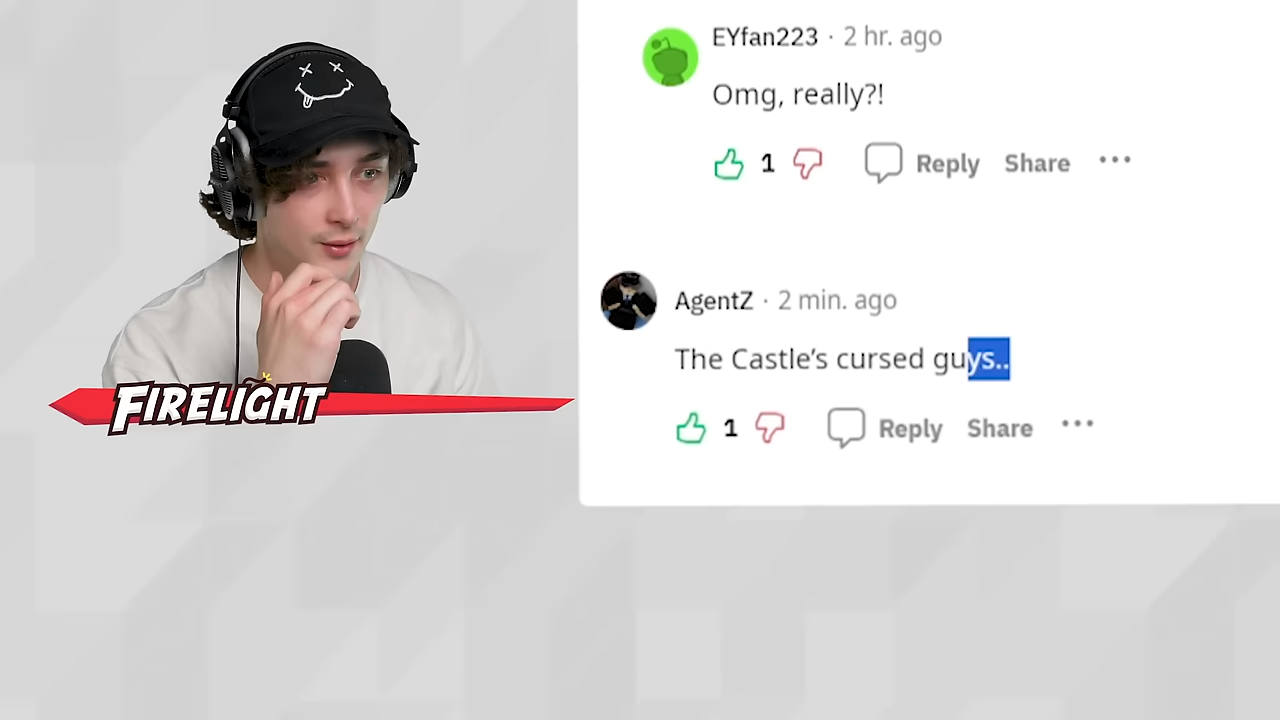 EYfan223 · 2 hr. ago
Omg, really?!
1 Reply Share ···
AgentZ · 2 min. ago
The Castle’s cursed guys..
1 Reply Share ···
FIRELIGHT